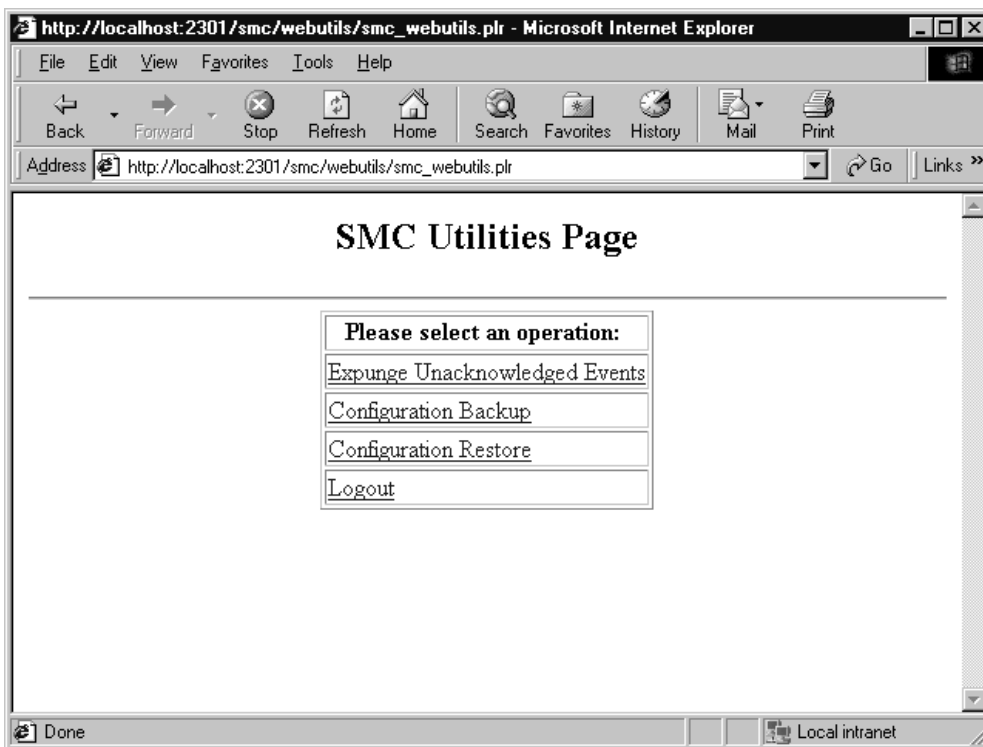 http://localhost:2301/smc/webutils/smc_webutils.plr - Microsoft Internet Explorer
File Edit View Favorites Tools Help
Back Forward Stop Refresh Home Search Favorites History Mail Print
Address http://localhost:2301/smc/webutils/smc_webutils.plr Go Links »
SMC Utilities Page
Please select an operation:
Expunge Unacknowledged Events
Configuration Backup
Configuration Restore
Logout
Done Local intranet